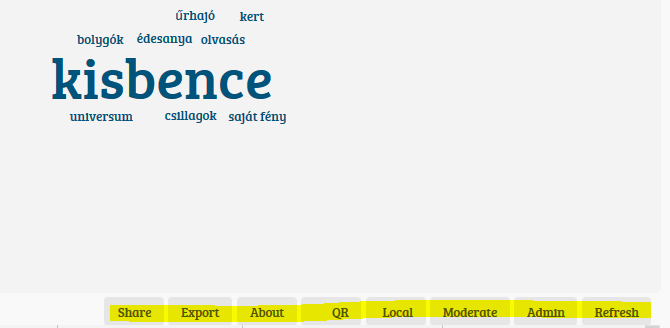 űrhajó kert
bolygók édesanya olvasás
kisbence
universum csillagok saját fény
Share Export About QR Local Moderate Admin Refresh